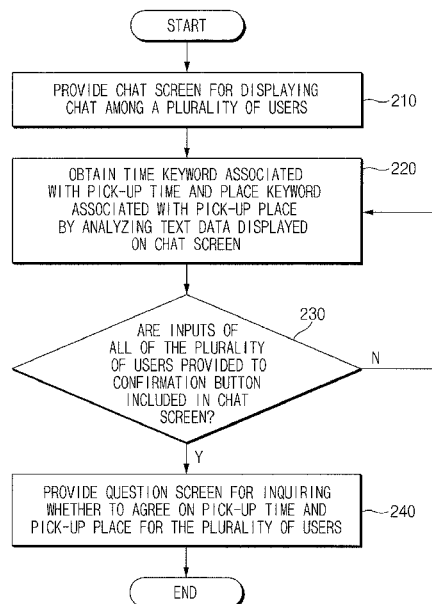 START
PROVIDE CHAT SCREEN FOR DISPLAYING
CHAT AMONG A PLURALITY OF USERS
210
OBTAIN TIME KEYWORD ASSOCIATED
WITH PICK-UP TIME AND PLACE KEYWORD
ASSOCIATED WITH PICK-UP PLACE
BY ANALYZING TEXT DATA DISPLAYED
ON CHAT SCREEN
220
ARE INPUTS OF
ALL OF THE PLURALITY
OF USERS PROVIDED TO
CONFIRMATION BUTTON
INCLUDED IN CHAT
SCREEN?
230
N
Y
PROVIDE QUESTION SCREEN FOR INQUIRING
WHETHER TO AGREE ON PICK-UP TIME AND
PICK-UP PLACE FOR THE PLURALITY OF USERS
240
END